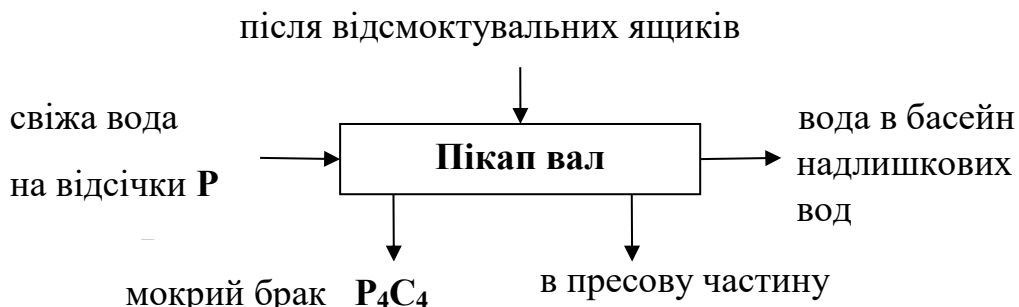 після відсмоктувальних ящиків
свіжа вода
на відсічки P
Пікап вал
вода в басейн
надлишкових
вод
мокрий брак P₄C₄
в пресову частину